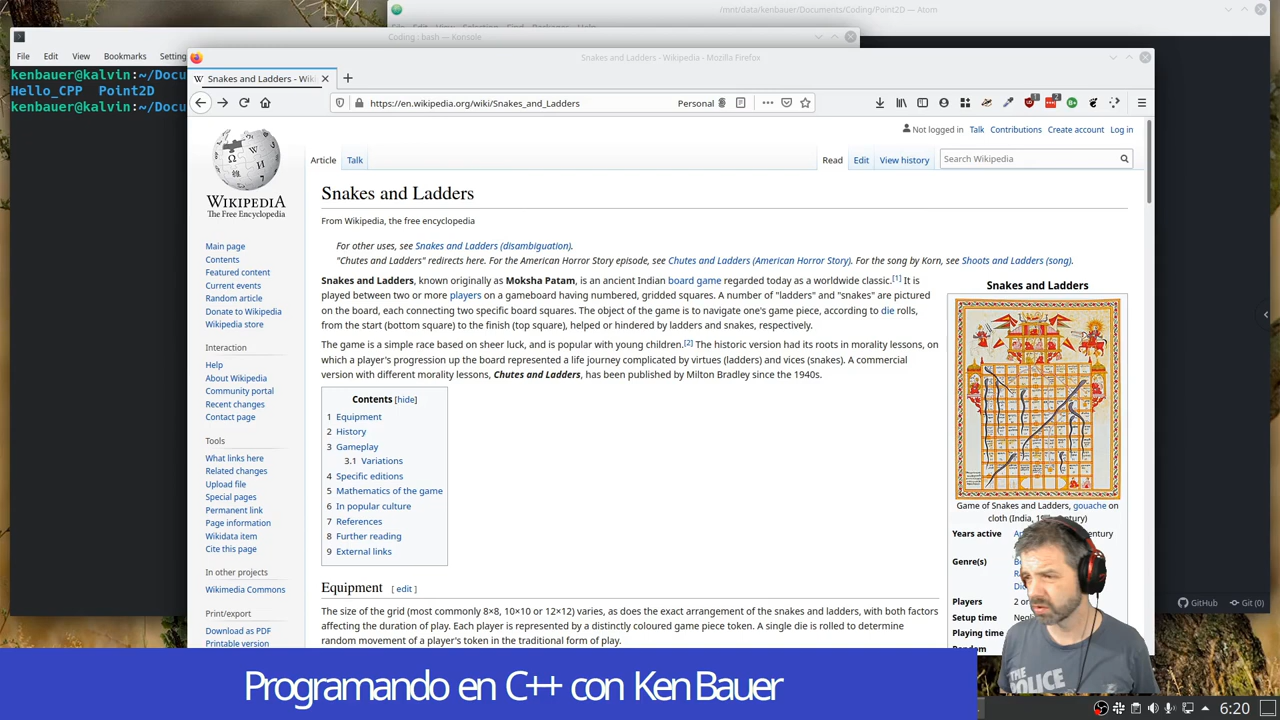 /mnt/data/kenbauer/Documents/Coding/Point2D — Atom
Coding : bash — Konsole
File Edit View Bookmarks
kenbauer@kalvin:~/Docu
Hello_CPP Point2D
kenbauer@kalvin:~/Docu
Snakes and Ladders - Wikipedia - Mozilla Firefox
Snakes and Ladders - Wiki
https://en.wikipedia.org/wiki/Snakes_and_Ladders
Personal
Not logged in Talk Contributions Create account Log in
Article Talk
Read Edit View history
Search Wikipedia
WIKIPEDIA
The Free Encyclopedia
Main page
Contents
Featured content
Current events
Random article
Donate to Wikipedia
Wikipedia store
Interaction
Help
About Wikipedia
Community portal
Recent changes
Contact page
Tools
What links here
Related changes
Upload file
Special pages
Permanent link
Page information
Wikidata item
Cite this page
In other projects
Wikimedia Commons
Print/export
Download as PDF
Printable version
Snakes and Ladders
From Wikipedia, the free encyclopedia
For other uses, see Snakes and Ladders (disambiguation).
"Chutes and Ladders" redirects here. For the American Horror Story episode, see Chutes and Ladders (American Horror Story). For the song by Korn, see Shoots and Ladders (song).
Snakes and Ladders, known originally as Moksha Patam, is an ancient Indian board game regarded today as a worldwide classic.[1] It is
played between two or more players on a gameboard having numbered, gridded squares. A number of "ladders" and "snakes" are pictured
on the board, each connecting two specific board squares. The object of the game is to navigate one's game piece, according to die rolls,
from the start (bottom square) to the finish (top square), helped or hindered by ladders and snakes, respectively.
The game is a simple race based on sheer luck, and is popular with young children.[2] The historic version had its roots in morality lessons, on
which a player's progression up the board represented a life journey complicated by virtues (ladders) and vices (snakes). A commercial
version with different morality lessons, Chutes and Ladders, has been published by Milton Bradley since the 1940s.
Contents [hide]
1 Equipment
2 History
3 Gameplay
3.1 Variations
4 Specific editions
5 Mathematics of the game
6 In popular culture
7 References
8 Further reading
9 External links
Equipment [ edit ]
The size of the grid (most commonly 8×8, 10×10 or 12×12) varies, as does the exact arrangement of the snakes and ladders, with both factors
affecting the duration of play. Each player is represented by a distinctly coloured game piece token. A single die is rolled to determine
random movement of a player's token in the traditional form of play.
Snakes and Ladders
Game of Snakes and Ladders, gouache on
cloth (India,
Years active
Genre(s)
Players 2 or
Setup time
Playing time
GitHub Git (0)
Programando en C++ con Ken Bauer
THE
POLICE
6:20